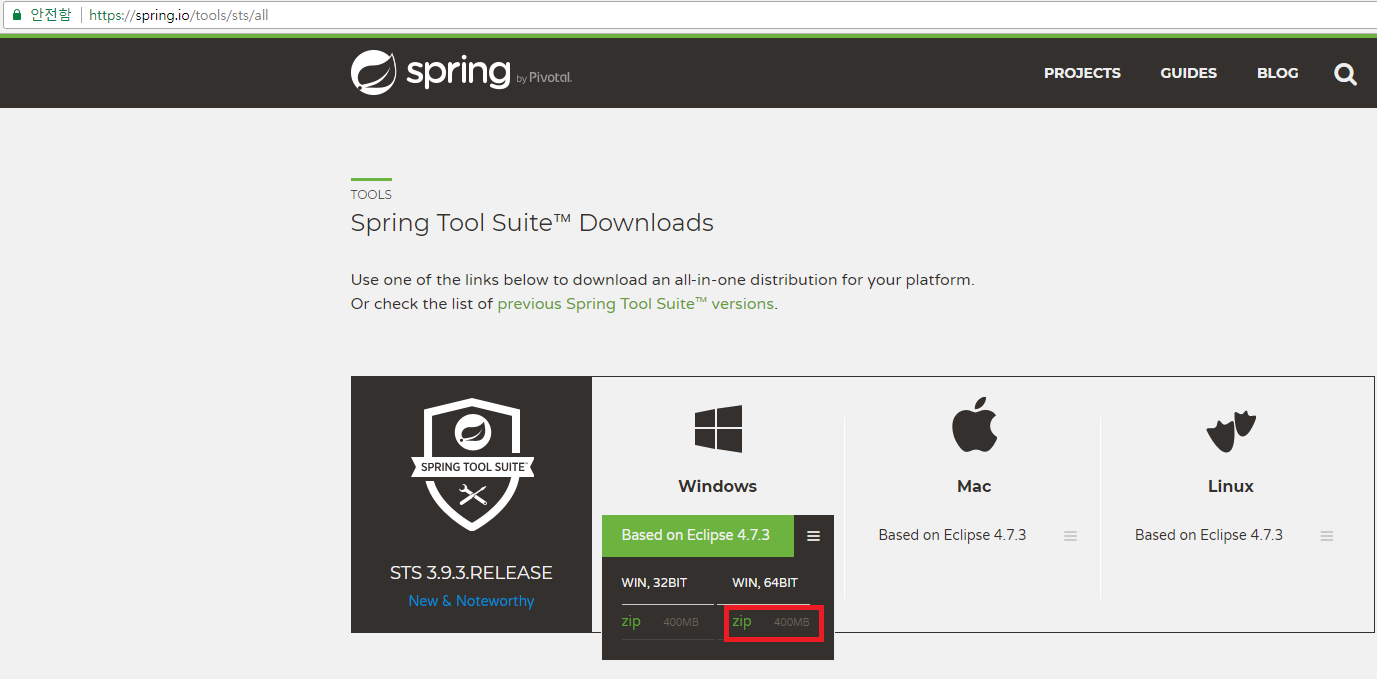 안전함 https://spring.io/tools/sts/all
spring by Pivotal.
PROJECTS GUIDES BLOG
TOOLS
Spring Tool Suite™ Downloads
Use one of the links below to download an all-in-one distribution for your platform.
Or check the list of previous Spring Tool Suite™ versions.
SPRING TOOL SUITE™
STS 3.9.3.RELEASE
New & Noteworthy
Windows
Based on Eclipse 4.7.3
WIN, 32BIT WIN, 64BIT
zip 400MB zip 400MB
Mac
Based on Eclipse 4.7.3
Linux
Based on Eclipse 4.7.3